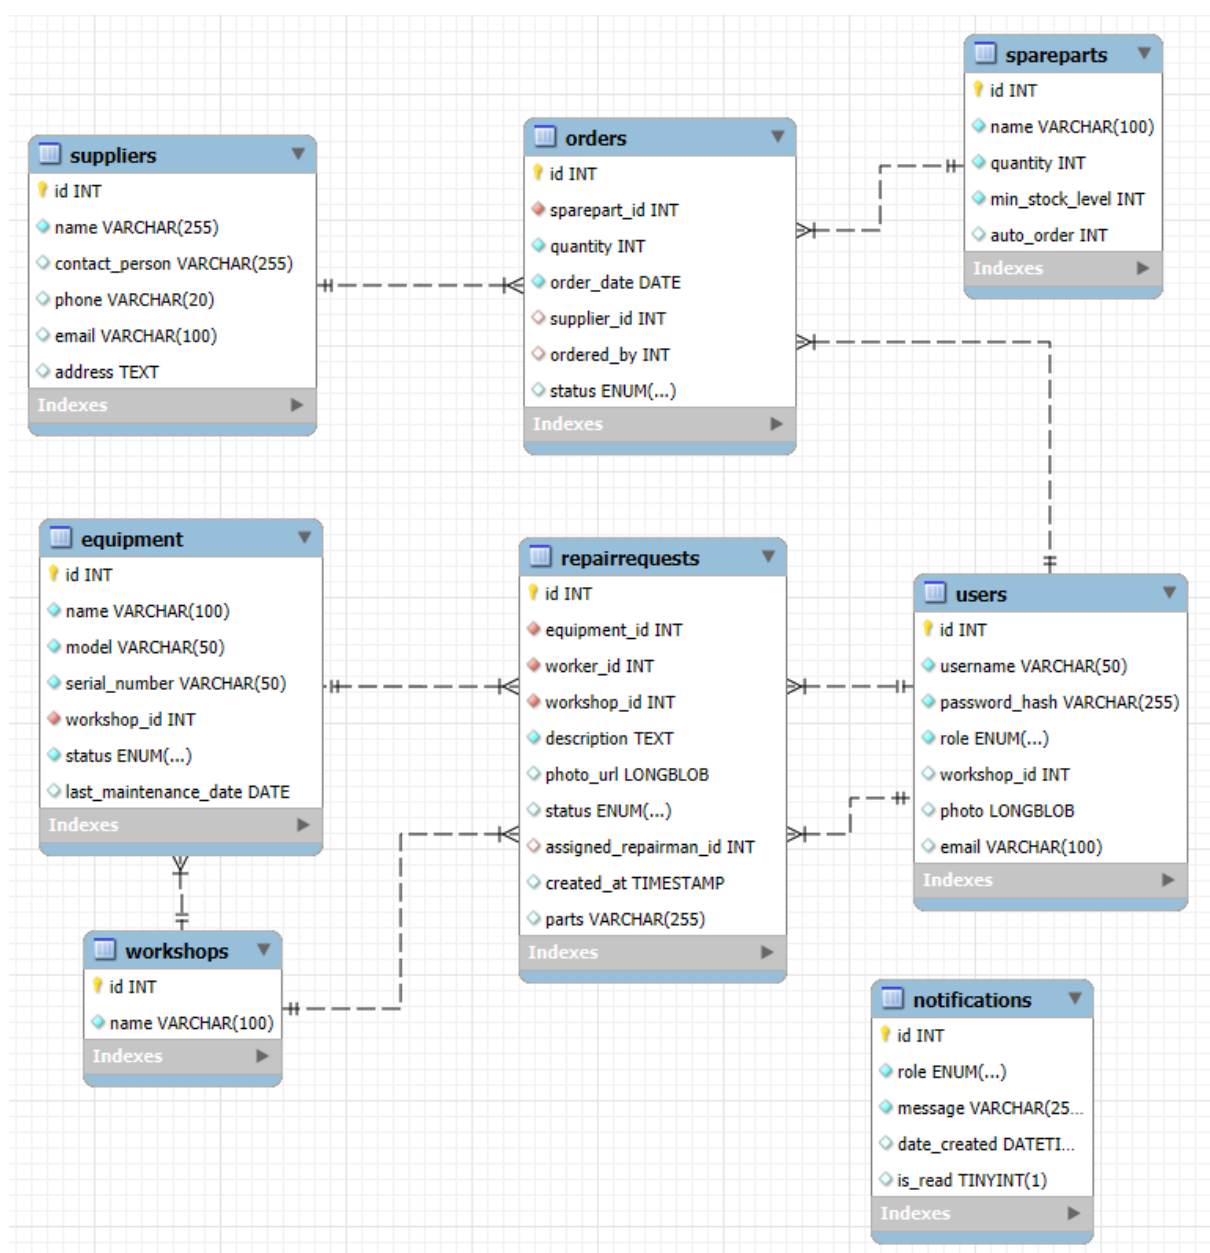 suppliers
id INT
name VARCHAR(255)
contact_person VARCHAR(255)
phone VARCHAR(20)
email VARCHAR(100)
address TEXT
Indexes
orders
id INT
sparepart_id INT
quantity INT
order_date DATE
supplier_id INT
ordered_by INT
status ENUM(...)
Indexes
spareparts
id INT
name VARCHAR(100)
quantity INT
min_stock_level INT
auto_order INT
Indexes
equipment
id INT
name VARCHAR(100)
model VARCHAR(50)
serial_number VARCHAR(50)
workshop_id INT
status ENUM(...)
last_maintenance_date DATE
Indexes
repairrequests
id INT
equipment_id INT
worker_id INT
workshop_id INT
description TEXT
photo_url LONGBLOB
status ENUM(...)
assigned_repairman_id INT
created_at TIMESTAMP
parts VARCHAR(255)
Indexes
users
id INT
username VARCHAR(50)
password_hash VARCHAR(255)
role ENUM(...)
workshop_id INT
photo LONGBLOB
email VARCHAR(100)
Indexes
workshops
id INT
name VARCHAR(100)
Indexes
notifications
id INT
role ENUM(...)
message VARCHAR(25...
date_created DATETI...
is_read TINYINT(1)
Indexes